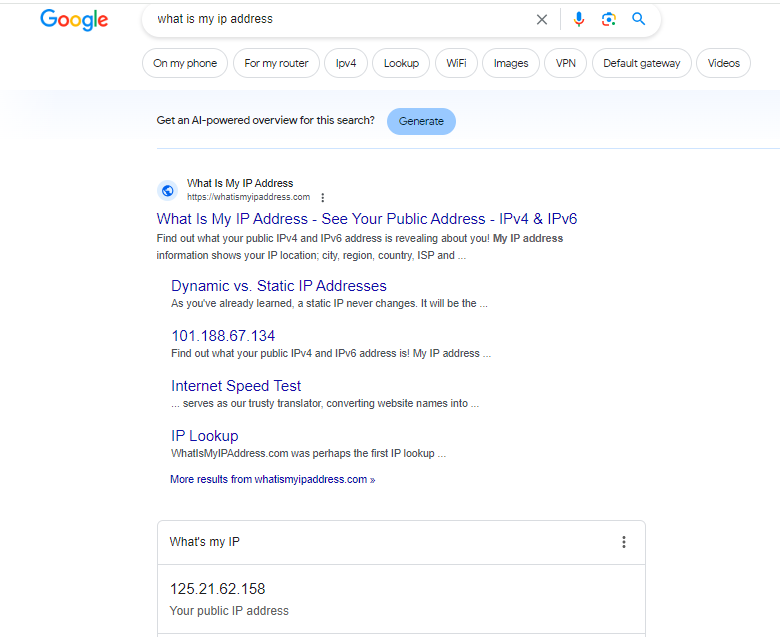 Google
what is my ip address
On my phone
For my router
Ipv4
Lookup
WiFi
Images
VPN
Default gateway
Videos
Get an AI-powered overview for this search?
Generate
What Is My IP Address
https://whatismyipaddress.com
What Is My IP Address - See Your Public Address - IPv4 & IPv6
Find out what your public IPv4 and IPv6 address is revealing about you! My IP address
information shows your IP location; city, region, country, ISP and ...
Dynamic vs. Static IP Addresses
As you've already learned, a static IP never changes. It will be the ...
101.188.67.134
Find out what your public IPv4 and IPv6 address is! My IP address ...
Internet Speed Test
... serves as our trusty translator, converting website names into ...
IP Lookup
WhatIsMyIPAddress.com was perhaps the first IP lookup ...
More results from whatismyipaddress.com »
What's my IP
125.21.62.158
Your public IP address